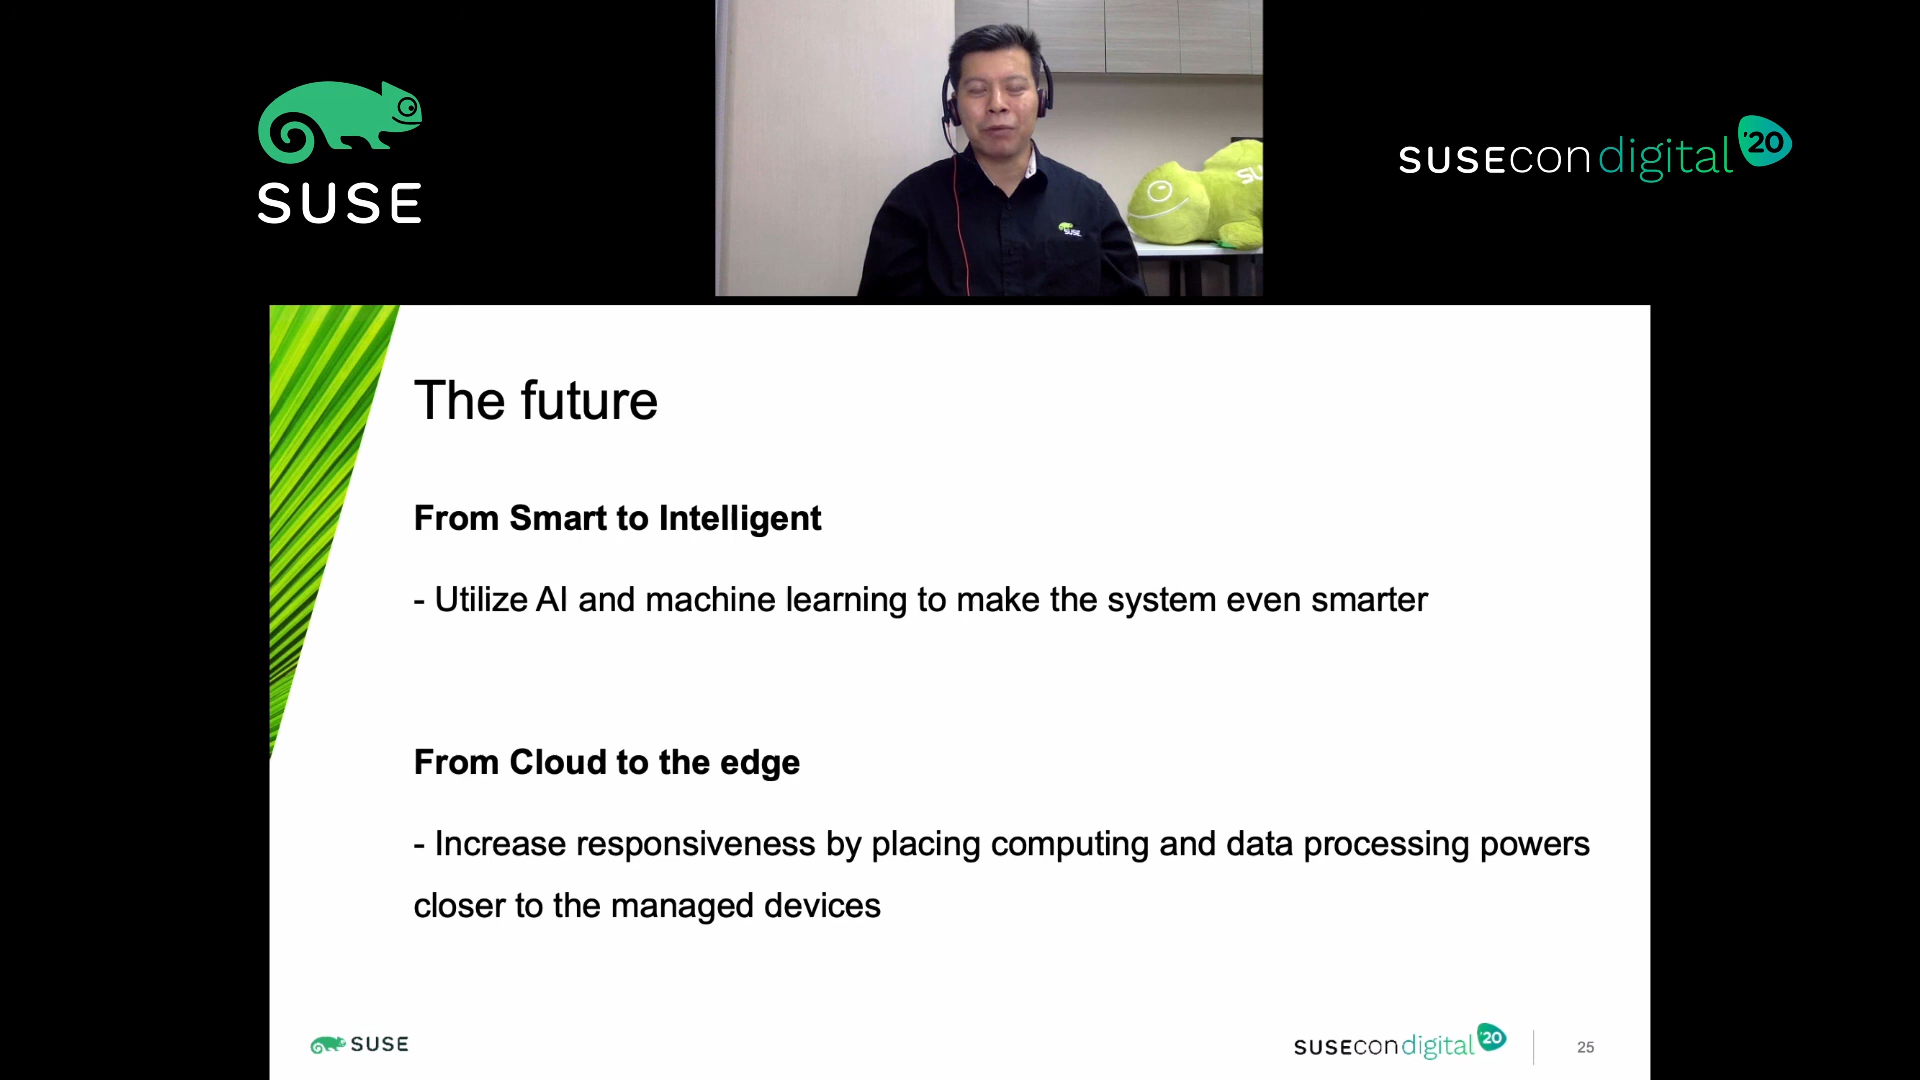 SUSE
SUSE
SU
SUSEcon digital '20
The future
From Smart to Intelligent
- Utilize AI and machine learning to make the system even smarter
From Cloud to the edge
- Increase responsiveness by placing computing and data processing powers
closer to the managed devices
SUSE
SUSEcon digital '20
25